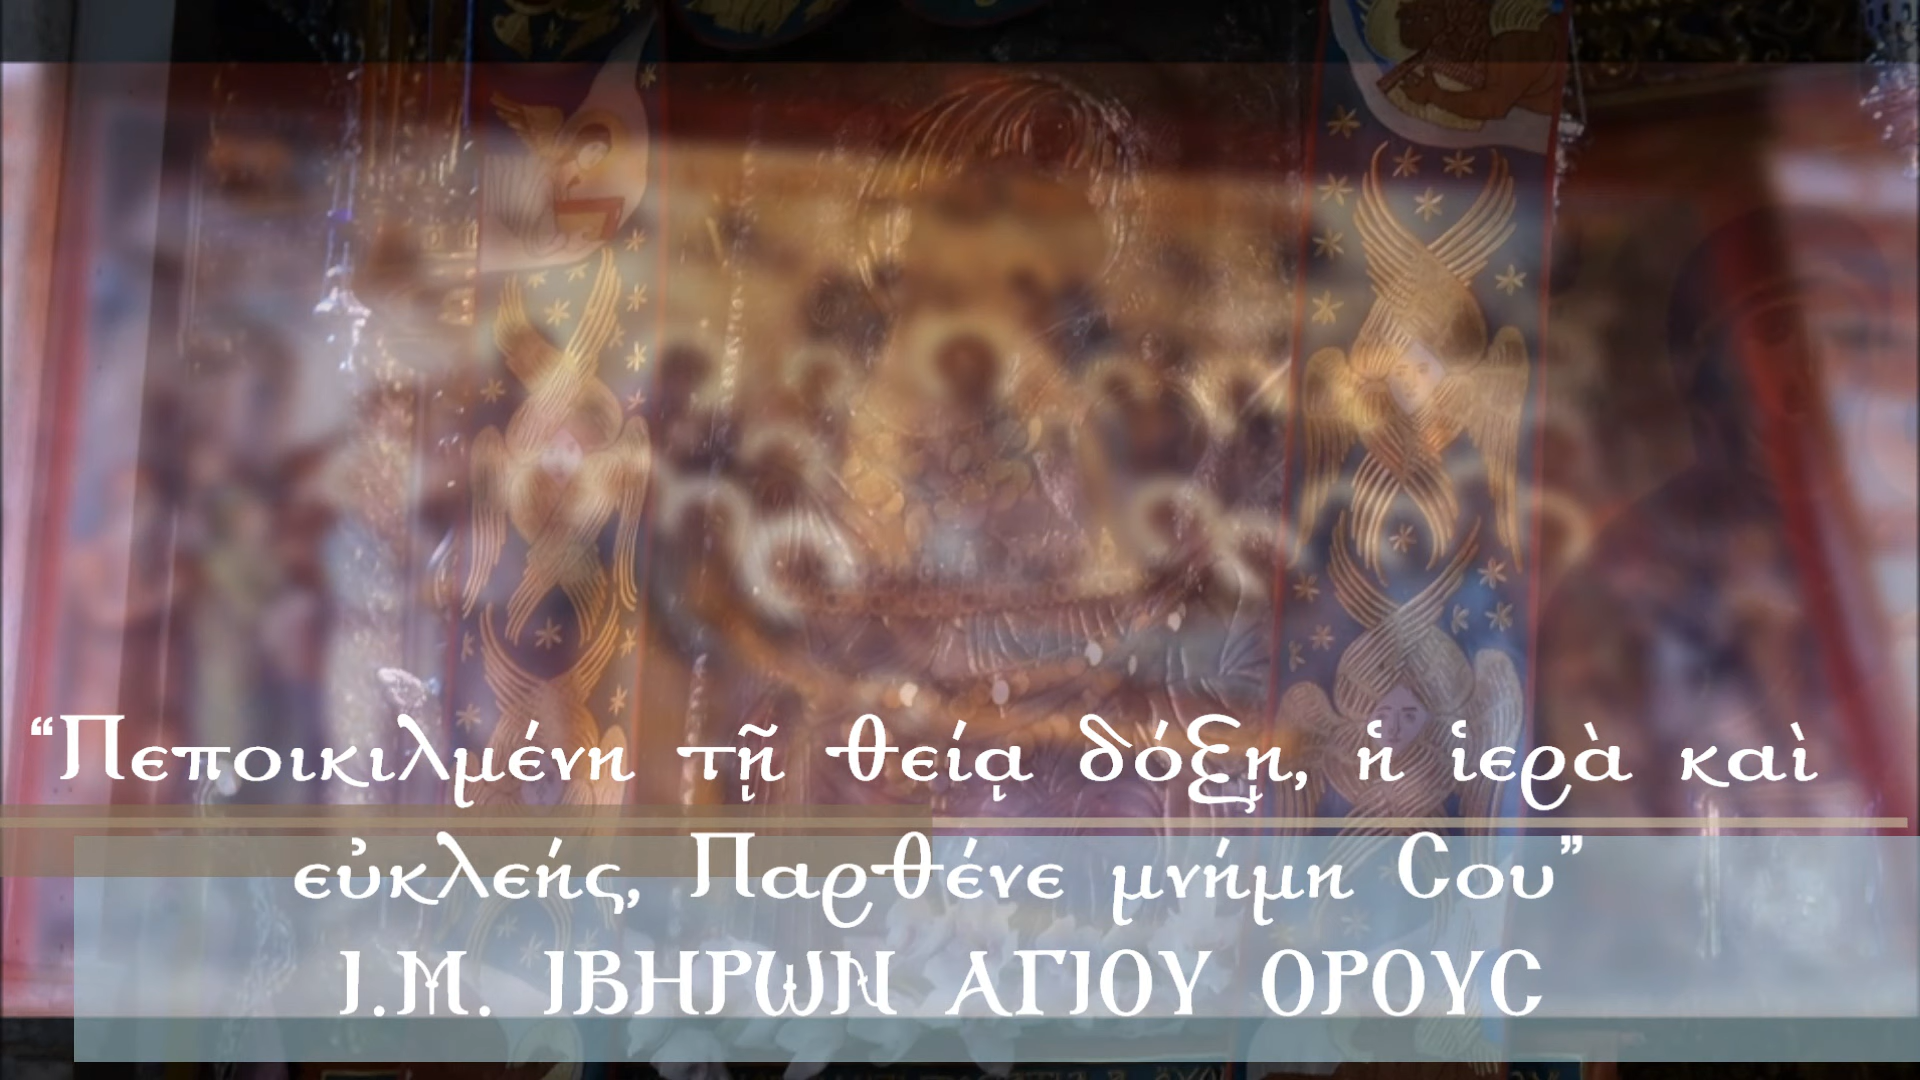 “Πεποικιλμένη τῇ θείᾳ δόξῃ, ἡ ἱερὰ καὶ
εὐκλεής, Παρθένε μνήμη Σου”
Ι.Μ. ΙΒΗΡΩΝ ΑΓΙΟΥ ΟΡΟΥΣ